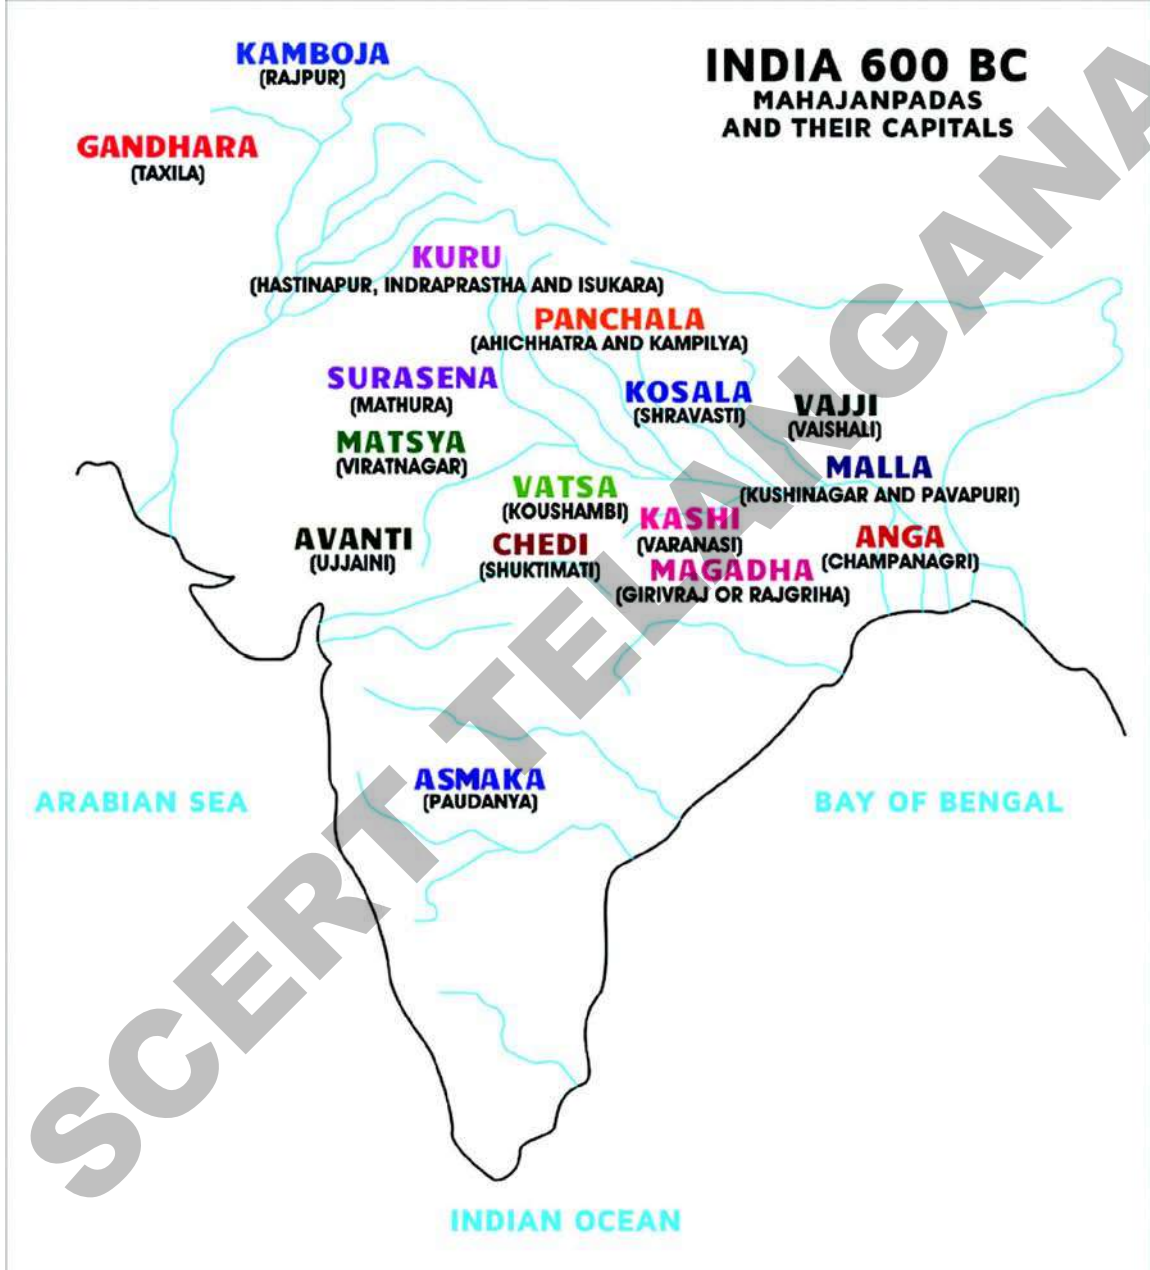 KAMBOJA
(RAJPUR)
INDIA 600 BC
MAHAJANPADAS
AND THEIR CAPITALS
GANDHARA
(TAXILA)
KURU
(HASTINAPUR, INDRAPRASTHA AND ISUKARA)
PANCHALA
(AHICHHATRA AND KAMPILYA)
SURASENA
(MATHURA)
KOSALA
(SHRAVASTI)
VAJJI
(VAISHALI)
MATSYA
(VIRATNAGAR)
MALLA
(KUSHINAGAR AND PAVAPURI)
VATSA
(KOUSHAMBI)
KASHI
(VARANASI)
AVANTI
(UJJAINI)
CHEDI
(SHUKTIMATI)
ANGA
(CHAMPANAGRI)
MAGADHA
(GIRIVRAJ OR RAJGRIHA)
ASMAKA
(PAUDANYA)
ARABIAN SEA
BAY OF BENGAL
INDIAN OCEAN
SCERT TELANGANA